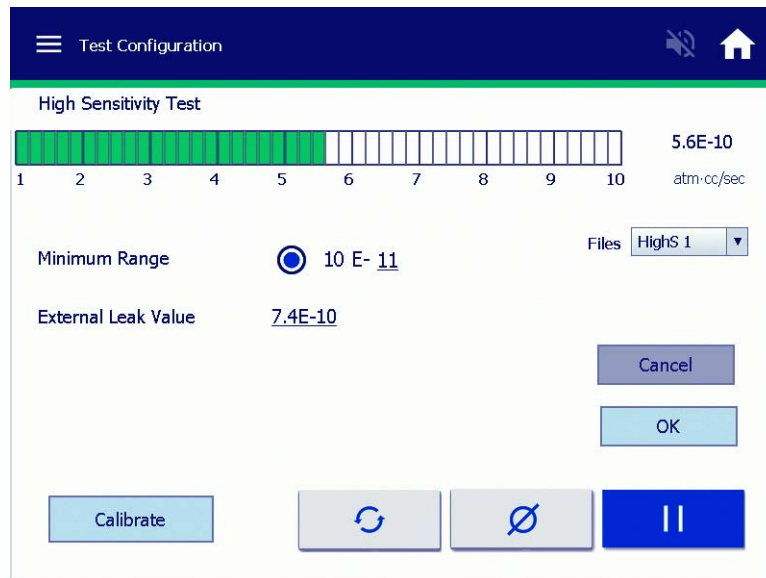 Test Configuration
High Sensitivity Test
5.6E-10
1 2 3 4 5 6 7 8 9 10 atm·cc/sec
Files HighS 1
Minimum Range 10 E- 11
External Leak Value 7.4E-10
Cancel
OK
Calibrate